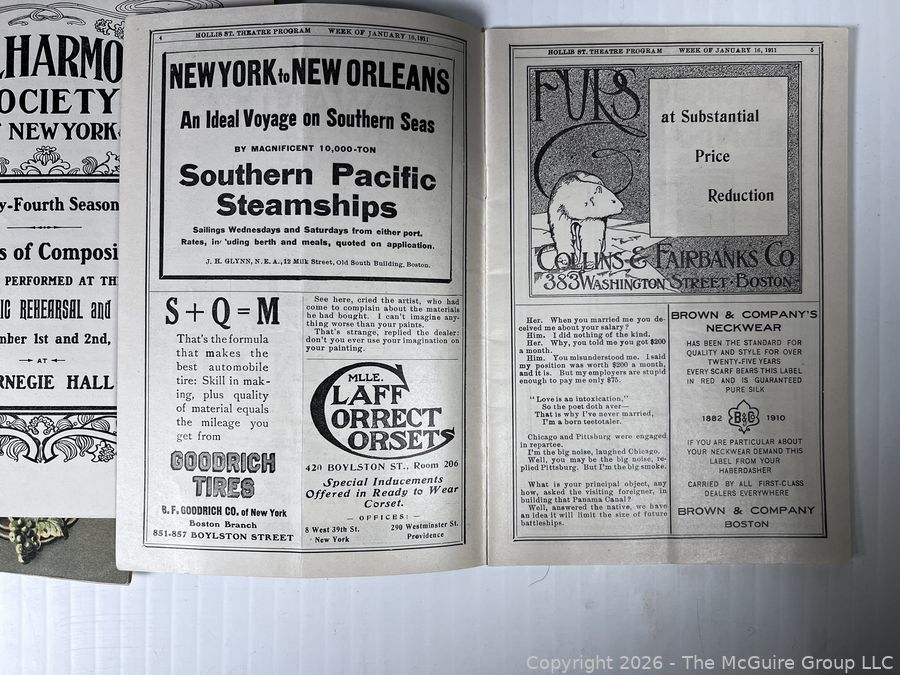 LHARMO
OCIETY
NEW YORK
y-Fourth Season
s of Composi
PERFORMED AT TH
IC REHEARSAL and
mber 1st and 2nd,
AT
RNEGIE HALL
4 HOLLIS ST. THEATRE PROGRAM WEEK OF JANUARY 16, 1911
NEW YORK to NEW ORLEANS
An Ideal Voyage on Southern Seas
BY MAGNIFICENT 10,000-TON
Southern Pacific
Steamships
Sailings Wednesdays and Saturdays from either port.
Rates, in uding berth and meals, quoted on application.
J. H. GLYNN, N. E. A., 12 Milk Street, Old South Building, Boston.
S+Q=M
That's the formula
that makes the
best automobile
tire: Skill in mak-
ing, plus quality
of material equals
the mileage you
get from
GOODRICH
TIRES
B. F. GOODRICH CO. of New York
Boston Branch
851-857 BOYLSTON STREET
See here, cried the artist, who had
come to complain about the materials
he had bought. I can't imagine any-
thing worse than your paints.
That's strange, replied the dealer:
don't you ever use your imagination on
your painting.
MLLE.
LAFF
CORRECT
CORSETS
420 BOYLSTON ST., Room 206
Special Inducements
Offered in Ready to Wear
Corset.
– OFFICES: –
8 West 39th St. 290 Westminster St.
New York Providence
HOLLIS ST. THEATRE PROGRAM WEEK OF JANUARY 16, 1911 5
FURS
at Substantial
Price
Reduction
COLLINS & FAIRBANKS CO
383 WASHINGTON STREET · BOSTON ·
Her. When you married me you de-
ceived me about your salary?
Him. I did nothing of the kind.
Her. Why, you told me you got $200
a month.
Him. You misunderstood me. I said
my position was worth $200 a month,
and it is. But my employers are stupid
enough to pay me only $75.
"Love is an intoxication,"
So the poet doth aver—
That is why I've never married,
I'm a born teetotaler.
Chicago and Pittsburg were engaged
in repartee.
I'm the big noise, laughed Chicago.
Well, you may be the big noise, re-
plied Pittsburg. But I'm the big smoke.
What is your principal object, any
how, asked the visiting foreigner, in
building that Panama Canal?
Well, answered the native, we have
an idea it will limit the size of future
battleships.
BROWN & COMPANY'S
NECKWEAR
HAS BEEN THE STANDARD FOR
QUALITY AND STYLE FOR OVER
TWENTY-FIVE YEARS
EVERY SCARF BEARS THIS LABEL
IN RED AND IS GUARANTEED
PURE SILK
1882 B&C 1910
IF YOU ARE PARTICULAR ABOUT
YOUR NECKWEAR DEMAND THIS
LABEL FROM YOUR
HABERDASHER
CARRIED BY ALL FIRST-CLASS
DEALERS EVERYWHERE
BROWN & COMPANY
BOSTON
Copyright 2026 - The McGuire Group LLC